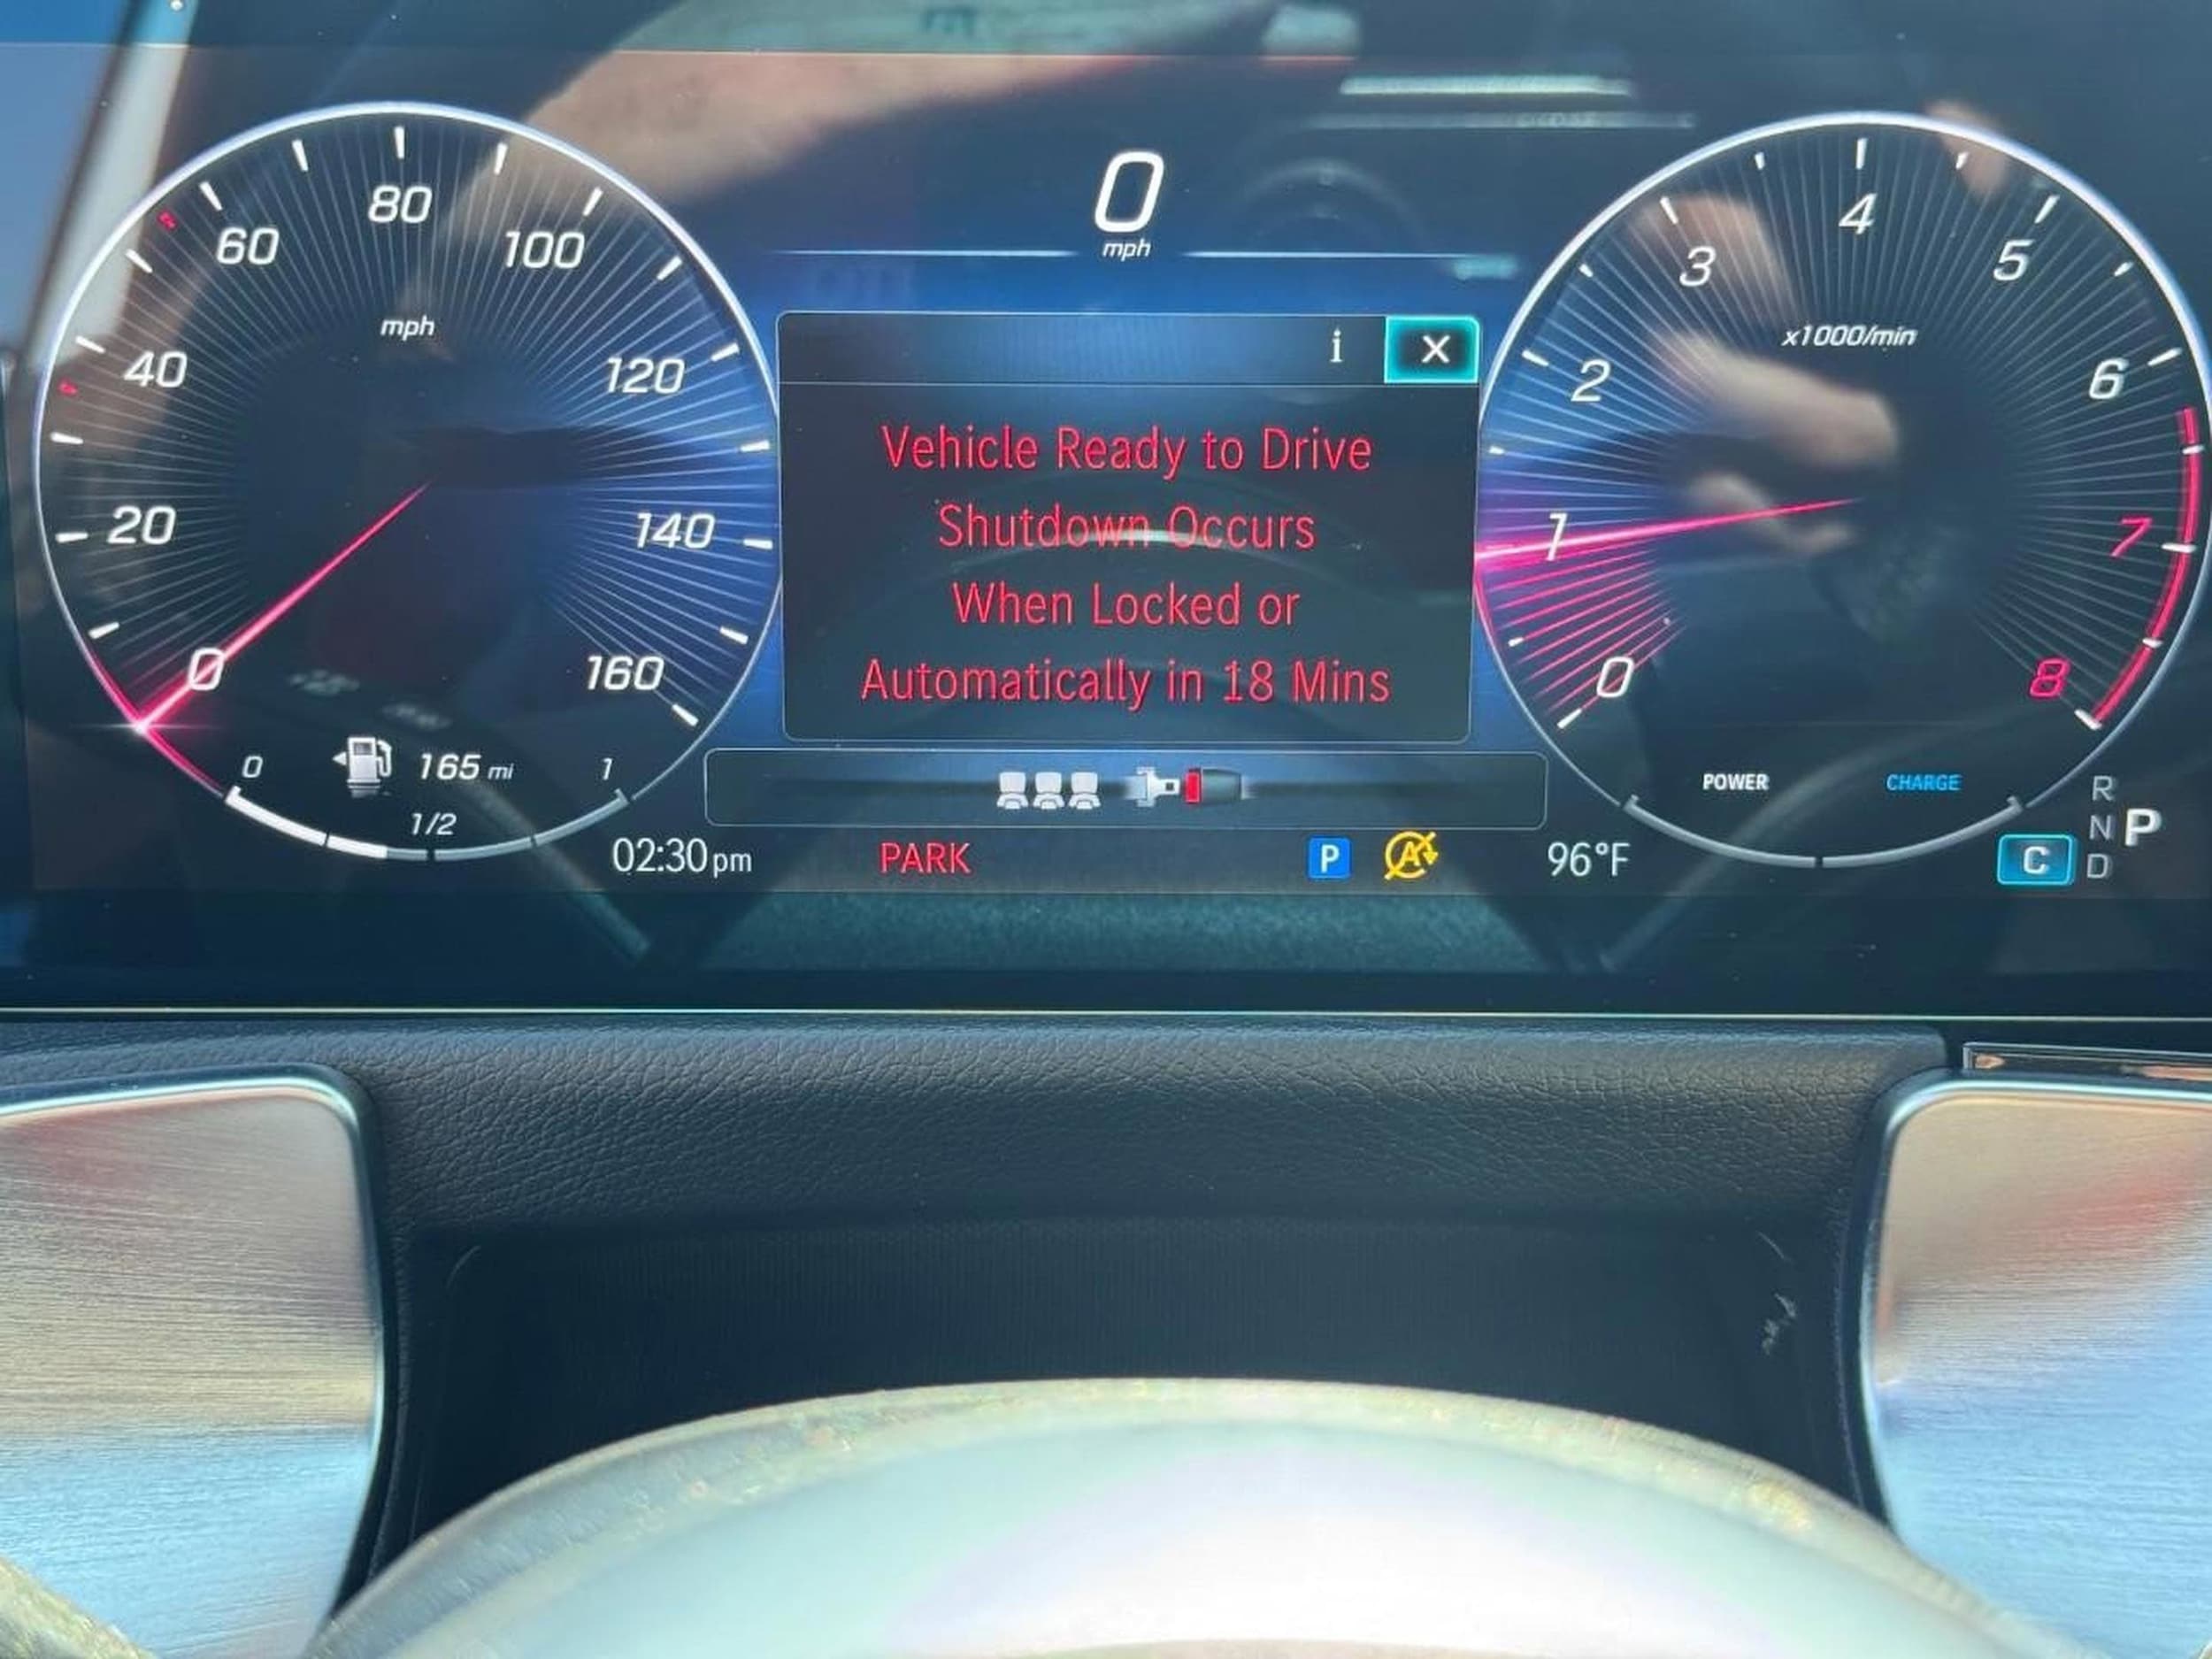 0
mph
80
60
100
mph
40
120
20
140
0
160
165 mi
0
1
1/2
i X
Vehicle Ready to Drive
Shutdown Occurs
When Locked or
Automatically in 18 Mins
4
3
5
x1000/min
2
6
1
7
0
8
POWER
CHARGE
02:30 pm
PARK
P
A
96°F
R
N P
C D